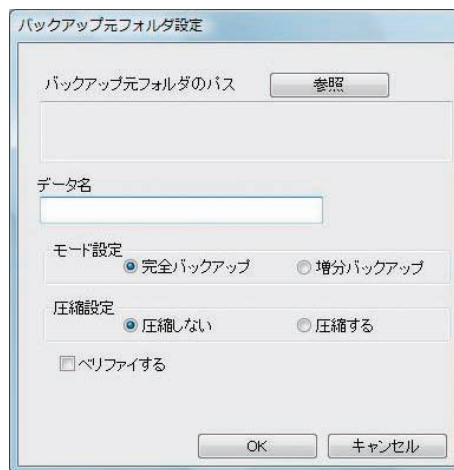 バックアップ元フォルダ設定
バックアップ元フォルダのパス 参照
データ名
モード設定
完全バックアップ 増分バックアップ
圧縮設定
圧縮しない 圧縮する
ベリファイする
OK キャンセル